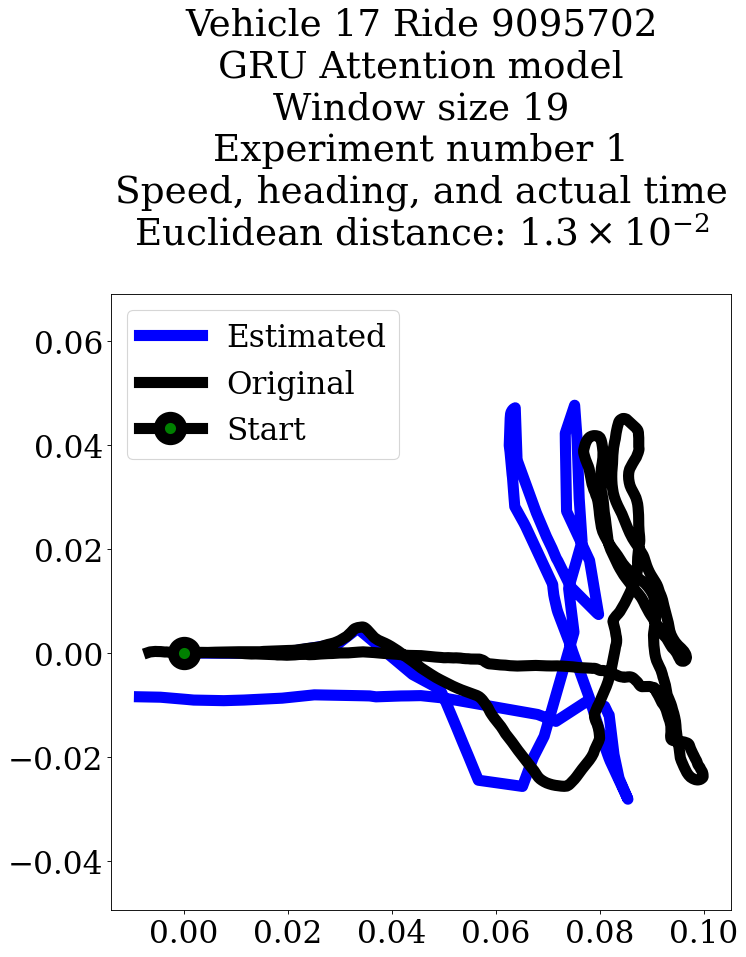 Vehicle 17 Ride 9095702
GRU Attention model
Window size 19
Experiment number 1
Speed, heading, and actual time
Euclidean distance: 1.3 × 10⁻²
Estimated
Original
Start
0.06
0.04
0.02
0.00
−0.02
−0.04
0.00 0.02 0.04 0.06 0.08 0.10